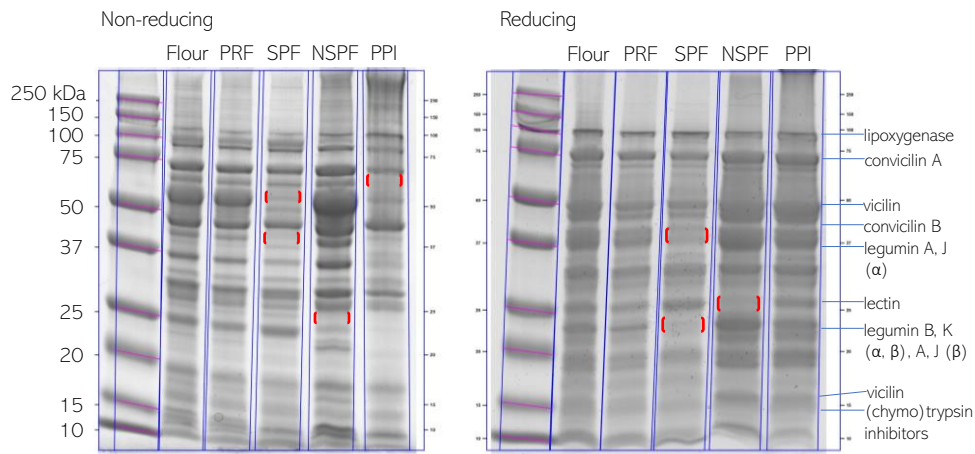 Non-reducing
Reducing
Flour PRF SPF NSPF PPI
Flour PRF SPF NSPF PPI
250 kDa
150
100
75
50
37
25
20
15
10
lipoxygenase
convicilin A
vicilin
convicilin B
legumin A, J
(α)
lectin
legumin B, K
(α, β), A, J (β)
vicilin
(chymo)trypsin
inhibitors